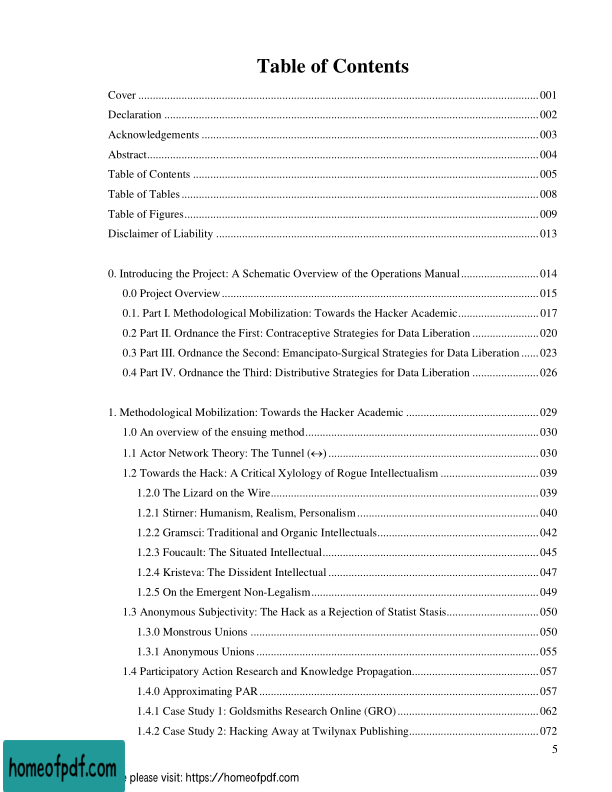 Table of Contents
Cover ........ 001
Declaration ........ 002
Acknowledgements ........ 003
Abstract........ 004
Table of Contents ........ 005
Table of Tables ........ 008
Table of Figures........ 009
Disclaimer of Liability ........ 013
0. Introducing the Project: A Schematic Overview of the Operations Manual ........ 014
0.0 Project Overview ........ 015
0.1. Part I. Methodological Mobilization: Towards the Hacker Academic........ 017
0.2 Part II. Ordnance the First: Contraceptive Strategies for Data Liberation ........ 020
0.3 Part III. Ordnance the Second: Emancipato-Surgical Strategies for Data Liberation ...... 023
0.4 Part IV. Ordnance the Third: Distributive Strategies for Data Liberation ........ 026
1. Methodological Mobilization: Towards the Hacker Academic ........ 029
1.0 An overview of the ensuing method........ 030
1.1 Actor Network Theory: The Tunnel (↔) ........ 030
1.2 Towards the Hack: A Critical Xylology of Rogue Intellectualism ........ 039
1.2.0 The Lizard on the Wire........ 039
1.2.1 Stirner: Humanism, Realism, Personalism ........ 040
1.2.2 Gramsci: Traditional and Organic Intellectuals........ 042
1.2.3 Foucault: The Situated Intellectual........ 045
1.2.4 Kristeva: The Dissident Intellectual ........ 047
1.2.5 On the Emergent Non-Legalism........ 049
1.3 Anonymous Subjectivity: The Hack as a Rejection of Statist Stasis........ 050
1.3.0 Monstrous Unions ........ 050
1.3.1 Anonymous Unions ........ 055
1.4 Participatory Action Research and Knowledge Propagation........ 057
1.4.0 Approximating PAR ........ 057
1.4.1 Case Study 1: Goldsmiths Research Online (GRO) ........ 062
1.4.2 Case Study 2: Hacking Away at Twilynax Publishing........ 072
5
homeofpdf.com
please visit: https://homeofpdf.com